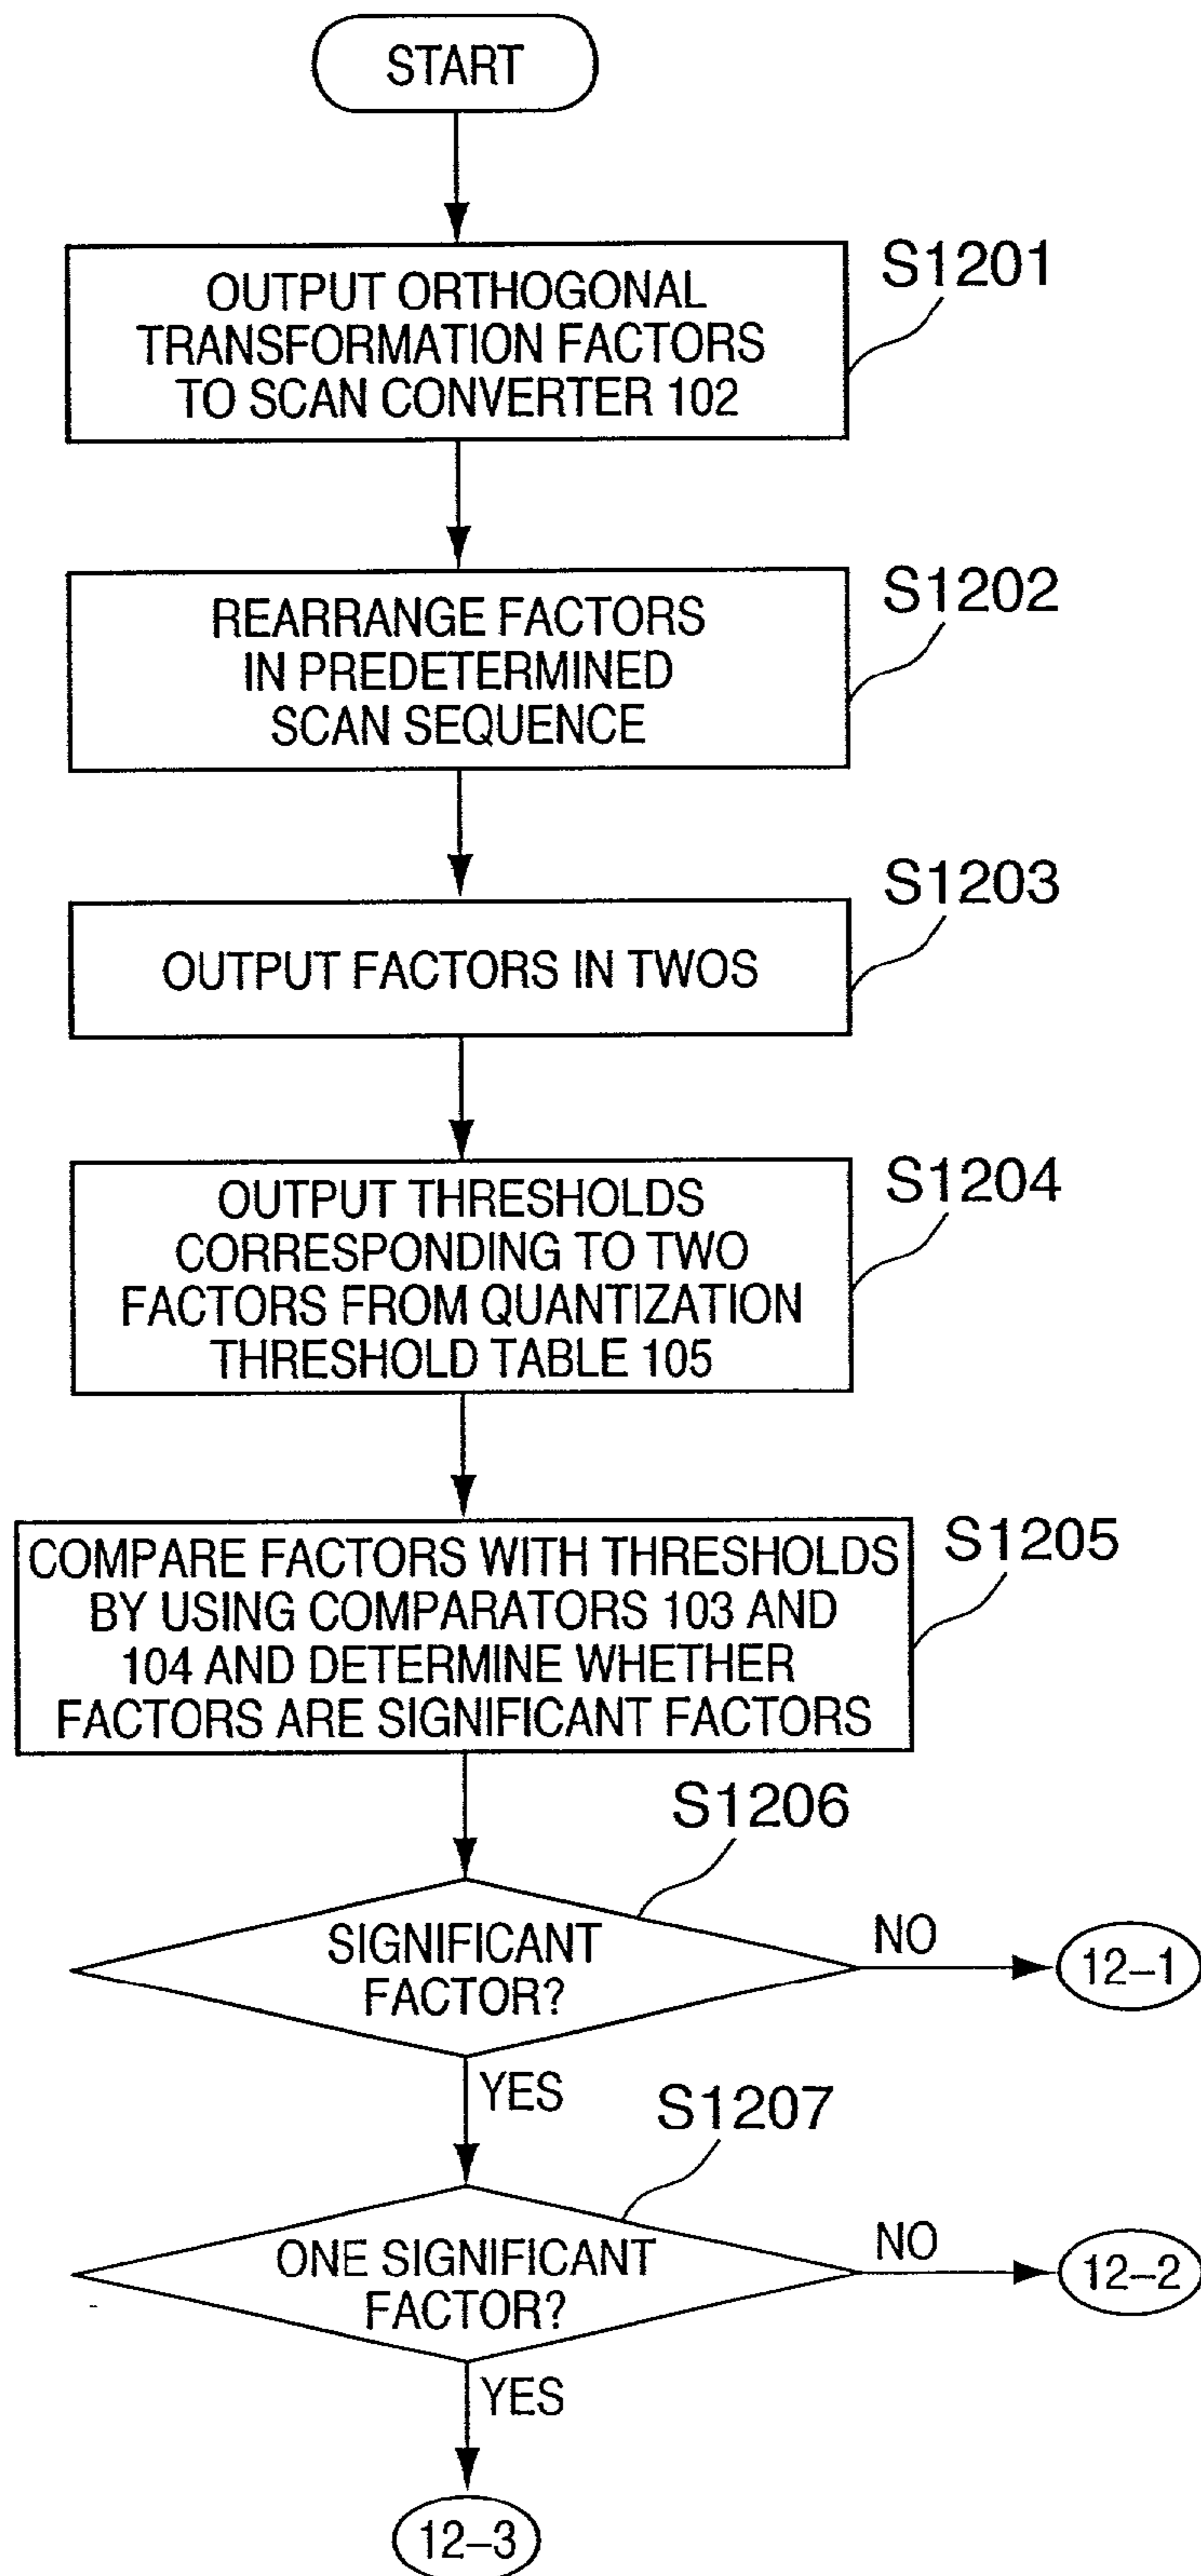 START
S1201
OUTPUT ORTHOGONAL
TRANSFORMATION FACTORS
TO SCAN CONVERTER 102
S1202
REARRANGE FACTORS
IN PREDETERMINED
SCAN SEQUENCE
S1203
OUTPUT FACTORS IN TWOS
S1204
OUTPUT THRESHOLDS
CORRESPONDING TO TWO
FACTORS FROM QUANTIZATION
THRESHOLD TABLE 105
S1205
COMPARE FACTORS WITH THRESHOLDS
BY USING COMPARATORS 103 AND
104 AND DETERMINE WHETHER
FACTORS ARE SIGNIFICANT FACTORS
S1206
SIGNIFICANT
FACTOR?
NO
12-1
YES
S1207
ONE SIGNIFICANT
FACTOR?
NO
12-2
YES
12-3